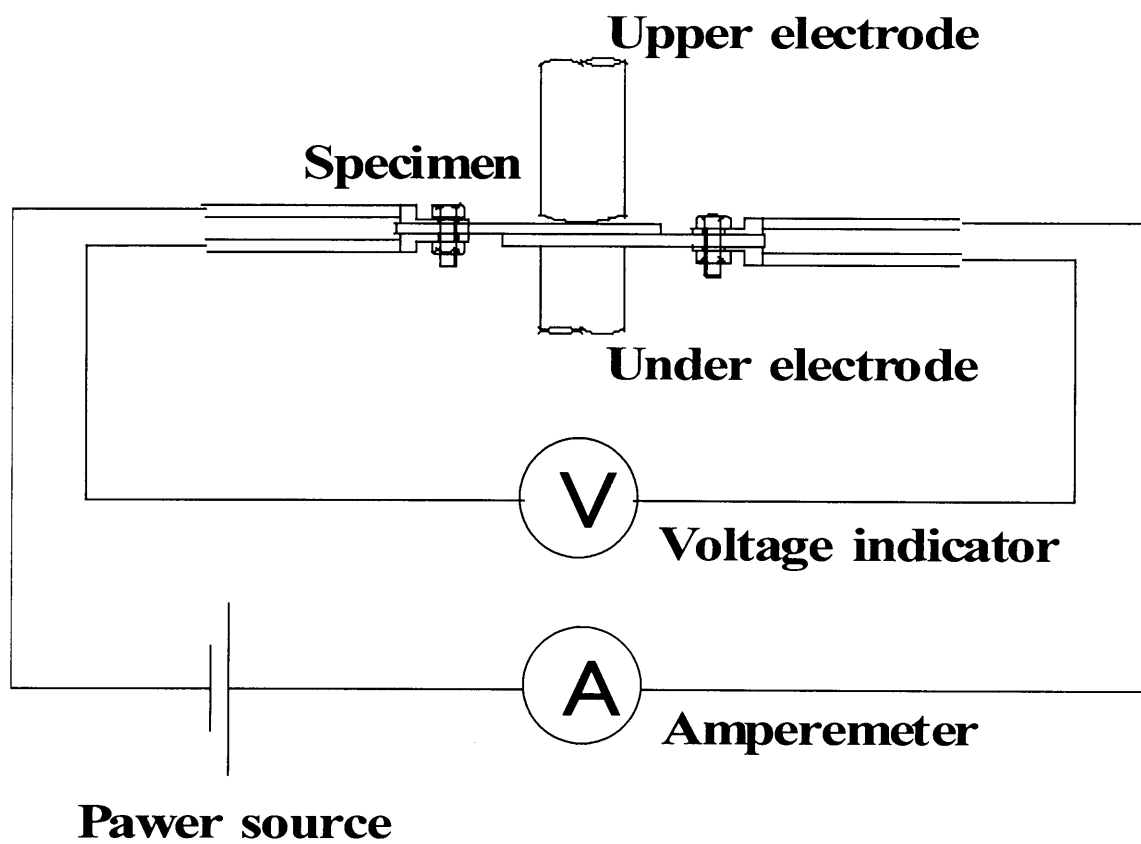 Upper electrode
Specimen
Under electrode
V
Voltage indicator
A
Amperemeter
Pawer source